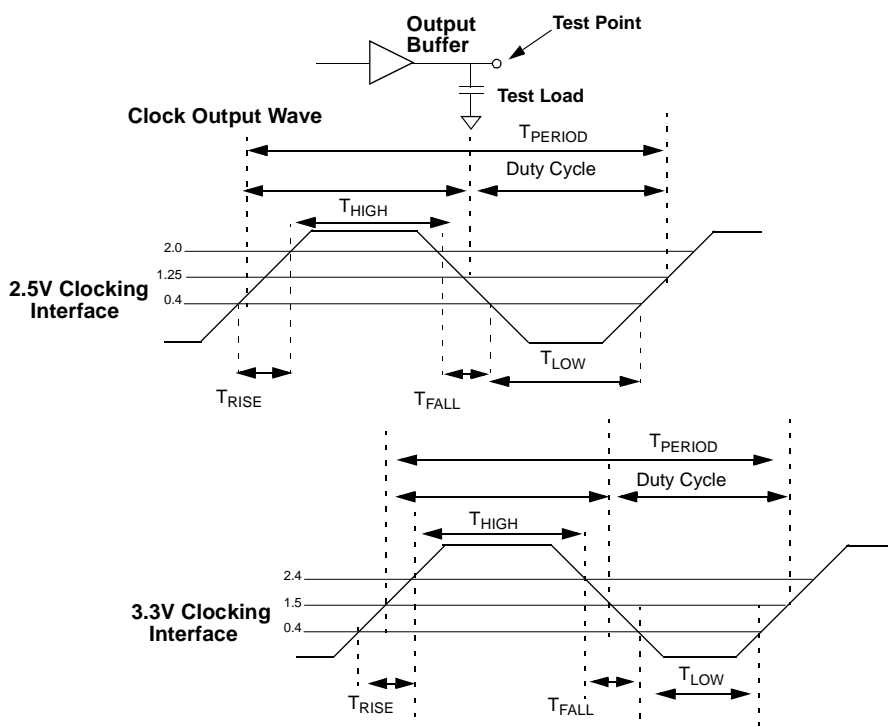 Output
Buffer
Test Point
Test Load
Clock Output Wave
TPERIOD
Duty Cycle
THIGH
2.0
1.25
0.4
2.5V Clocking
Interface
TLOW
TRISE
TFALL
TPERIOD
Duty Cycle
THIGH
2.4
1.5
0.4
3.3V Clocking
Interface
TRISE
TFALL
TLOW